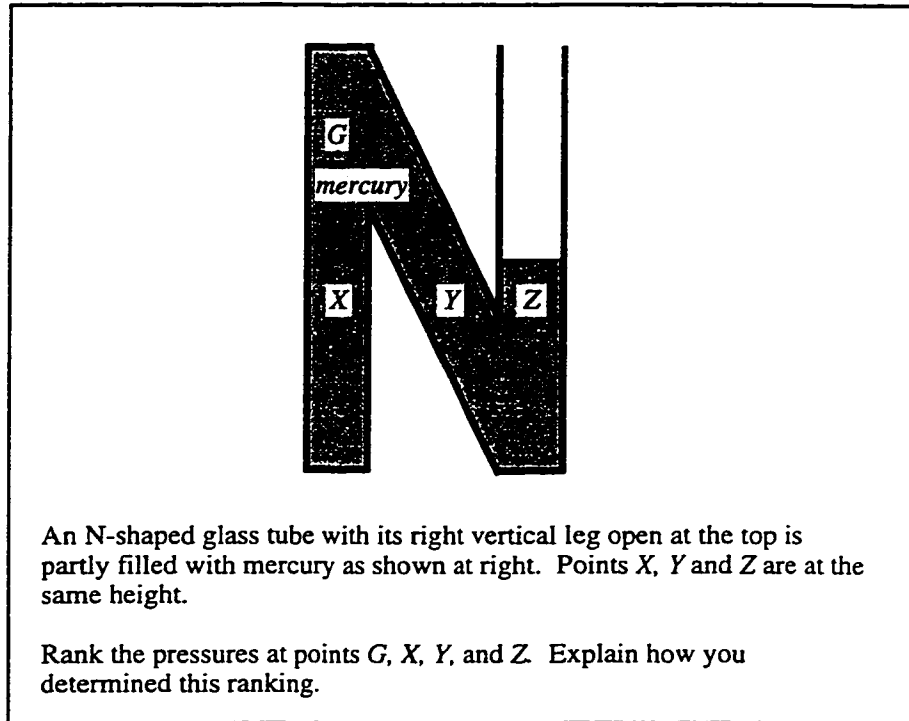 G
mercury
X Y Z
An N-shaped glass tube with its right vertical leg open at the top is
partly filled with mercury as shown at right. Points X, Y and Z are at the
same height.
Rank the pressures at points G, X, Y, and Z. Explain how you
determined this ranking.